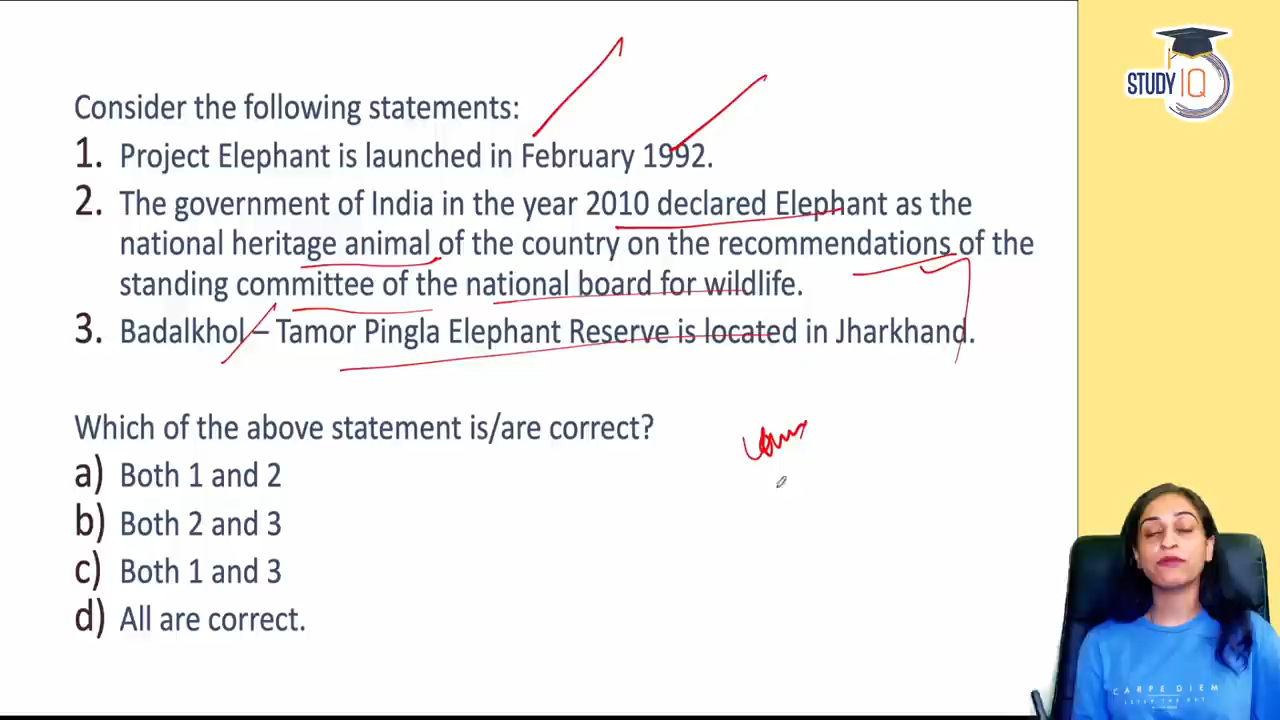 STUDY IQ
Consider the following statements:
1. Project Elephant is launched in February 1992.
2. The government of India in the year 2010 declared Elephant as the
national heritage animal of the country on the recommendations of the
standing committee of the national board for wildlife.
3. Badalkhol – Tamor Pingla Elephant Reserve is located in Jharkhand.
Which of the above statement is/are correct?
a) Both 1 and 2
b) Both 2 and 3
c) Both 1 and 3
d) All are correct.
CARPE DIEM